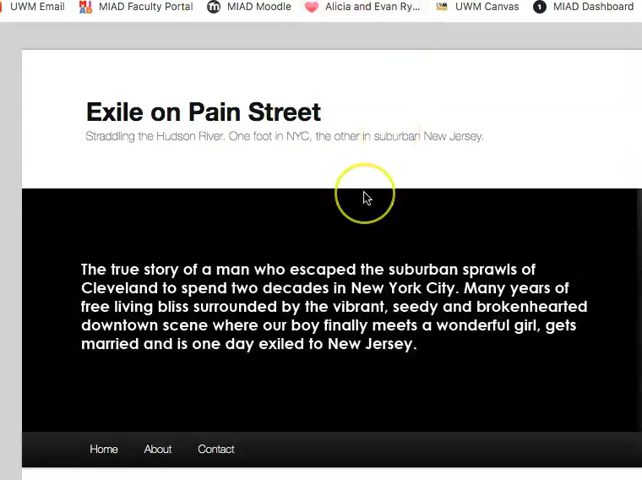 UWM Email MIAD Faculty Portal MIAD Moodle Alicia and Evan Ry... UWM Canvas MIAD Dashboard
Exile on Pain Street
Straddling the Hudson River. One foot in NYC, the other in suburban New Jersey.
The true story of a man who escaped the suburban sprawls of
Cleveland to spend two decades in New York City. Many years of
free living bliss surrounded by the vibrant, seedy and brokenhearted
downtown scene where our boy finally meets a wonderful girl, gets
married and is one day exiled to New Jersey.
Home About Contact